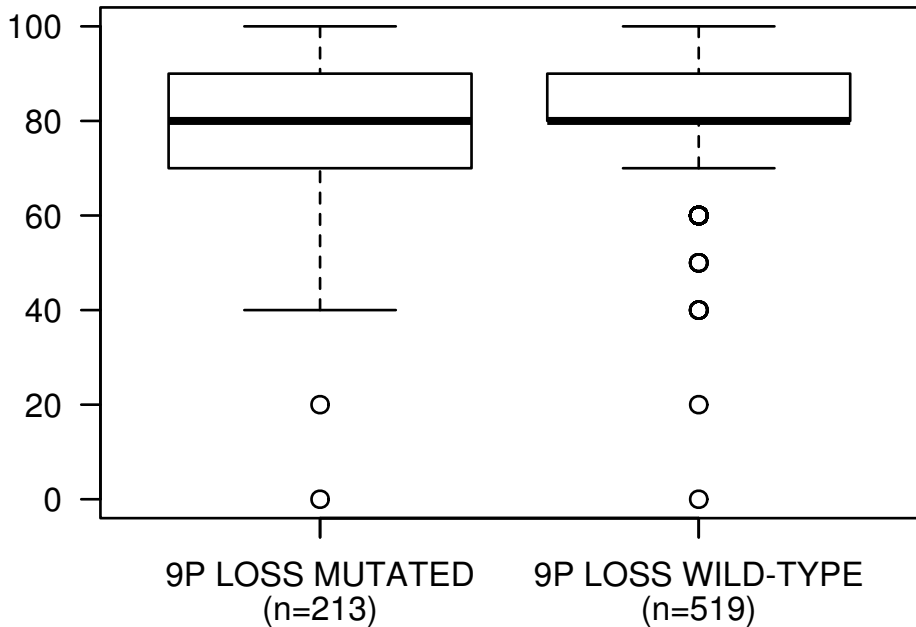 100
80
60
40
20
0
9P LOSS MUTATED
(n=213)
9P LOSS WILD-TYPE
(n=519)